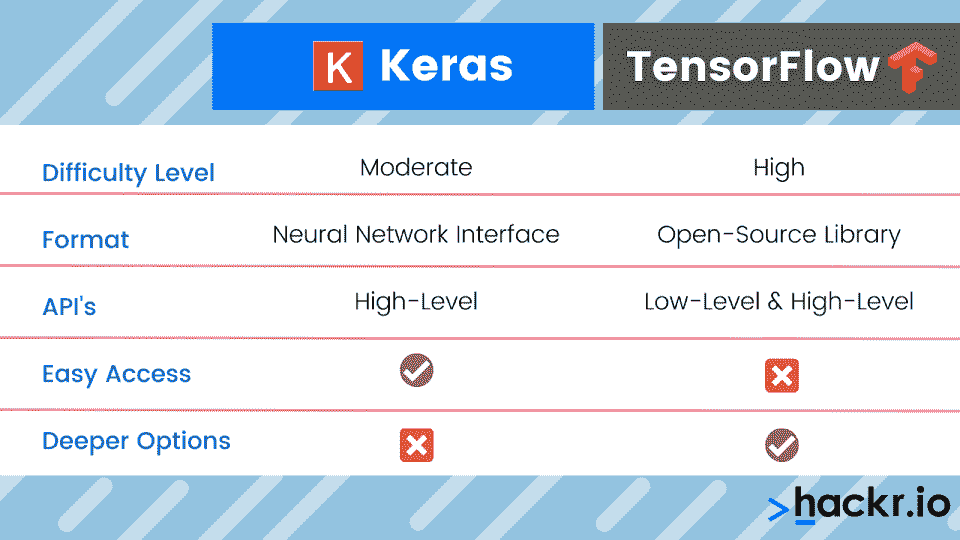 K Keras
TensorFlow
Difficulty Level Moderate High
Format Neural Network Interface Open-Source Library
API's High-Level Low-Level & High-Level
Easy Access
Deeper Options
>_hackr.io